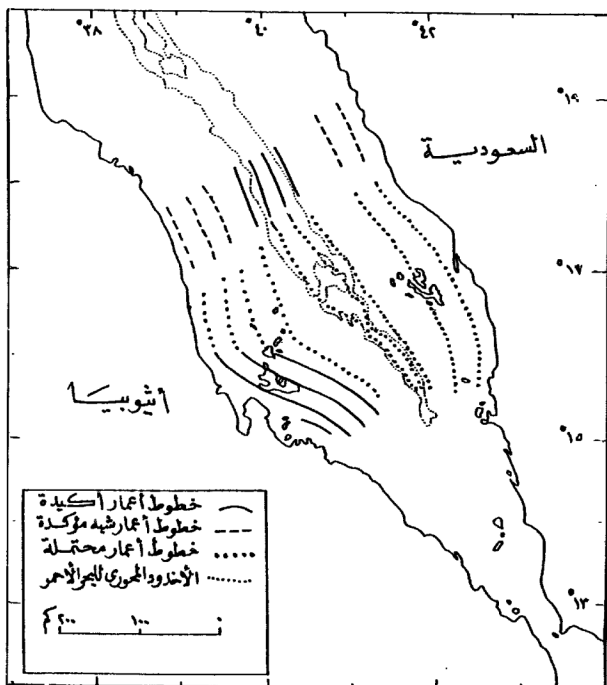 °٣٨ °٤٠ °٤٢
°١٩
السعودية
°١٧
أثيوبيا
°١٥
خطوط أعمار أكيدة
خطوط أعمار شبه مؤكدة
خطوط أعمار محتملة
الأخدود المحورى للبحر الأحمر
°١٣
٢٠٠ كم ١٠٠ ٠